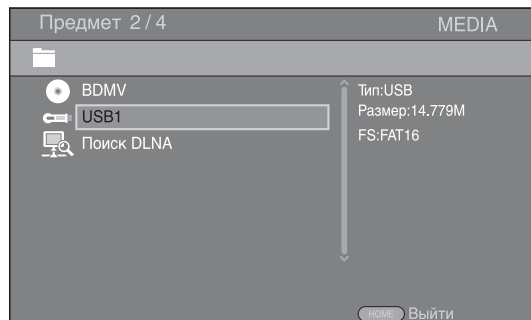 Предмет 2/4 MEDIA
BDMV
USB1
Поиск DLNA
Тип:USB
Размер:14.779M
FS:FAT16
HOME Выйти